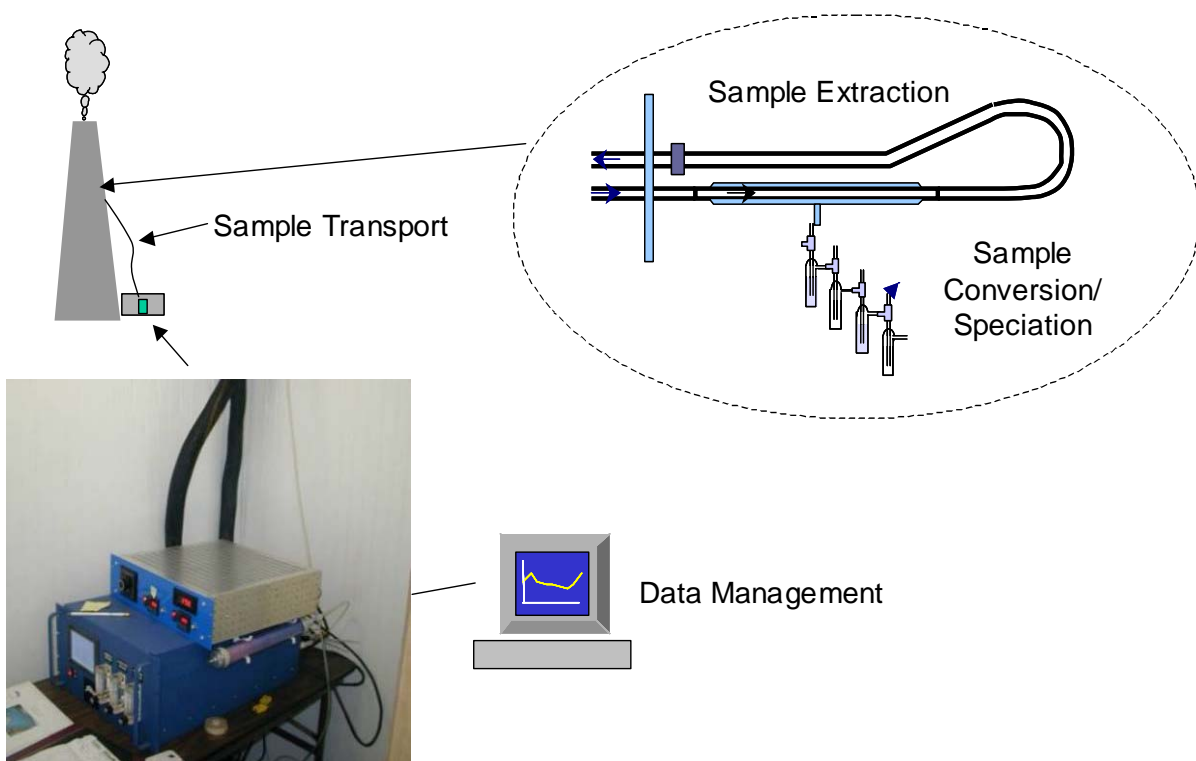 Sample Extraction
Sample Transport
Sample
Conversion/
Speciation
Data Management